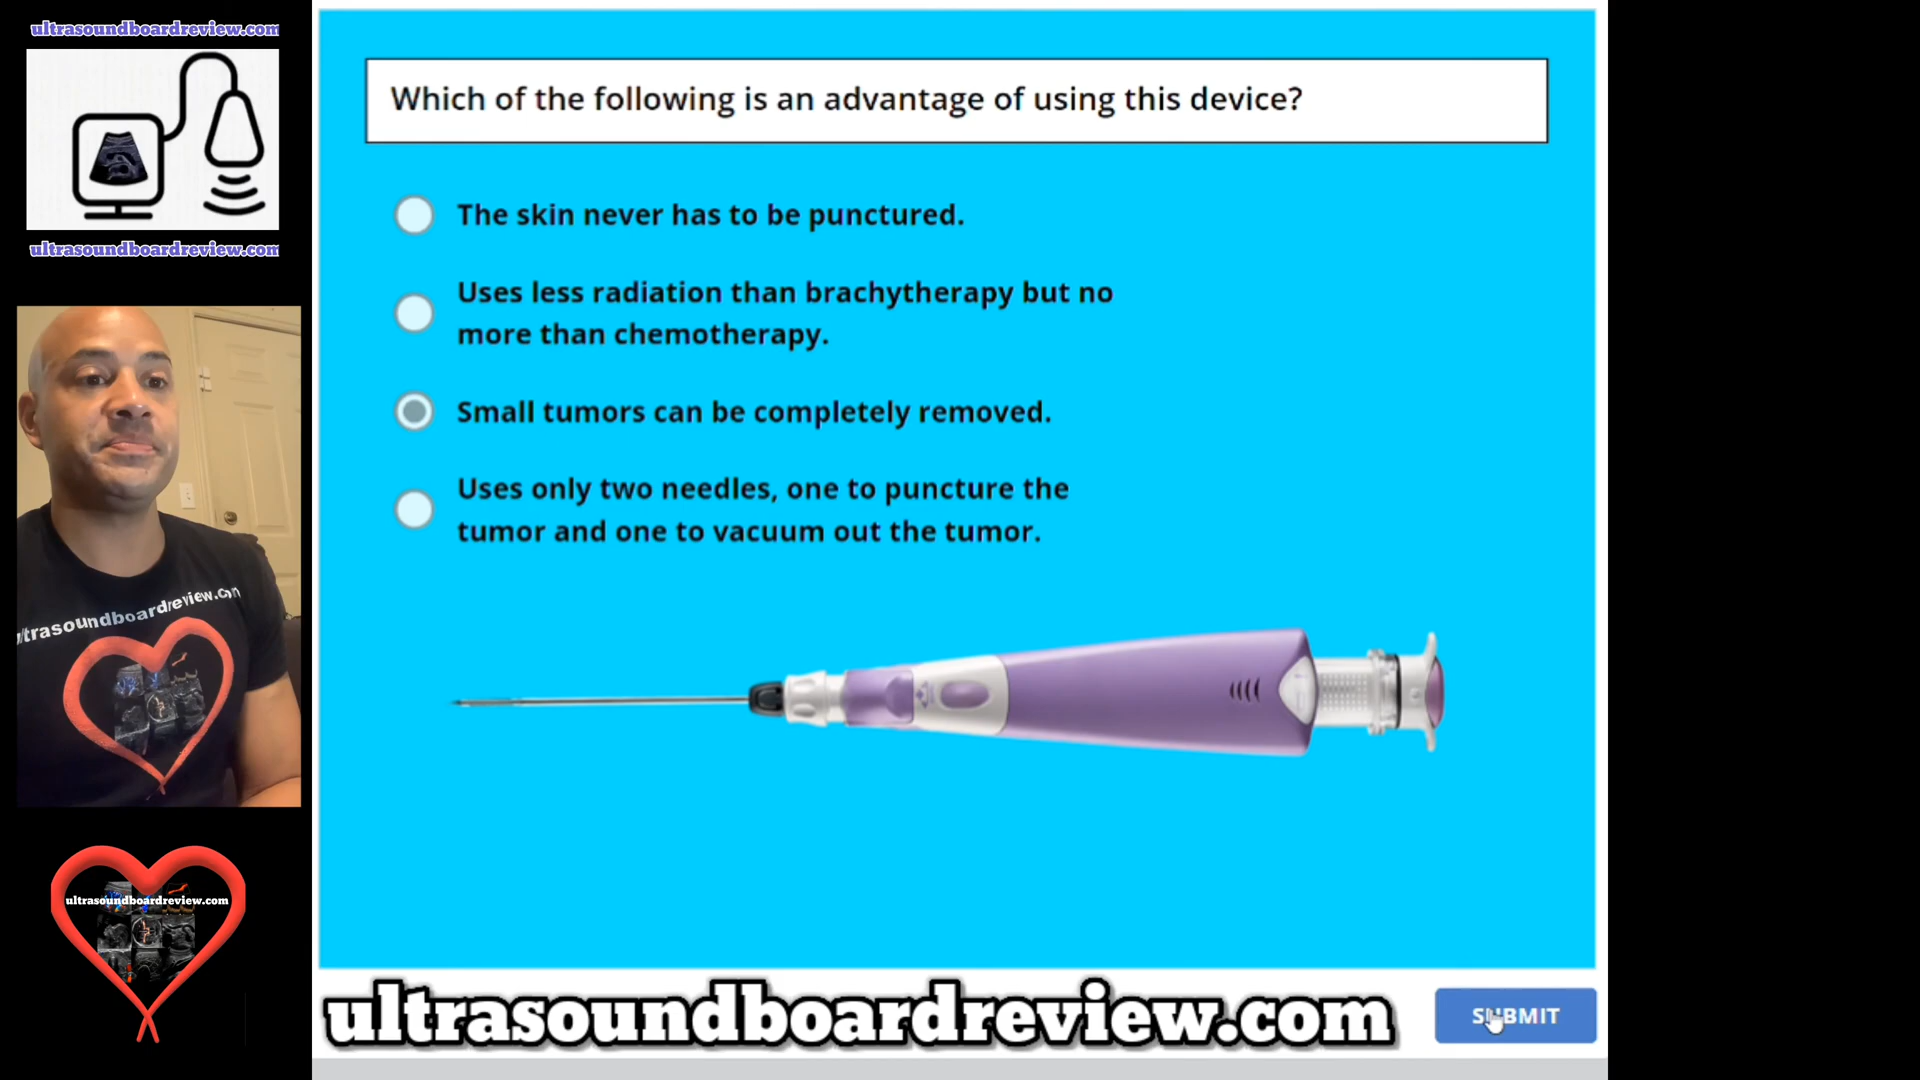 ultrasoundboardreview.com
ultrasoundboardreview.com
ultrasoundboardreview.com
ultrasoundboardreview.com
Which of the following is an advantage of using this device?
The skin never has to be punctured.
Uses less radiation than brachytherapy but no
more than chemotherapy.
Small tumors can be completely removed.
Uses only two needles, one to puncture the
tumor and one to vacuum out the tumor.
ultrasoundboardreview.com
SUBMIT